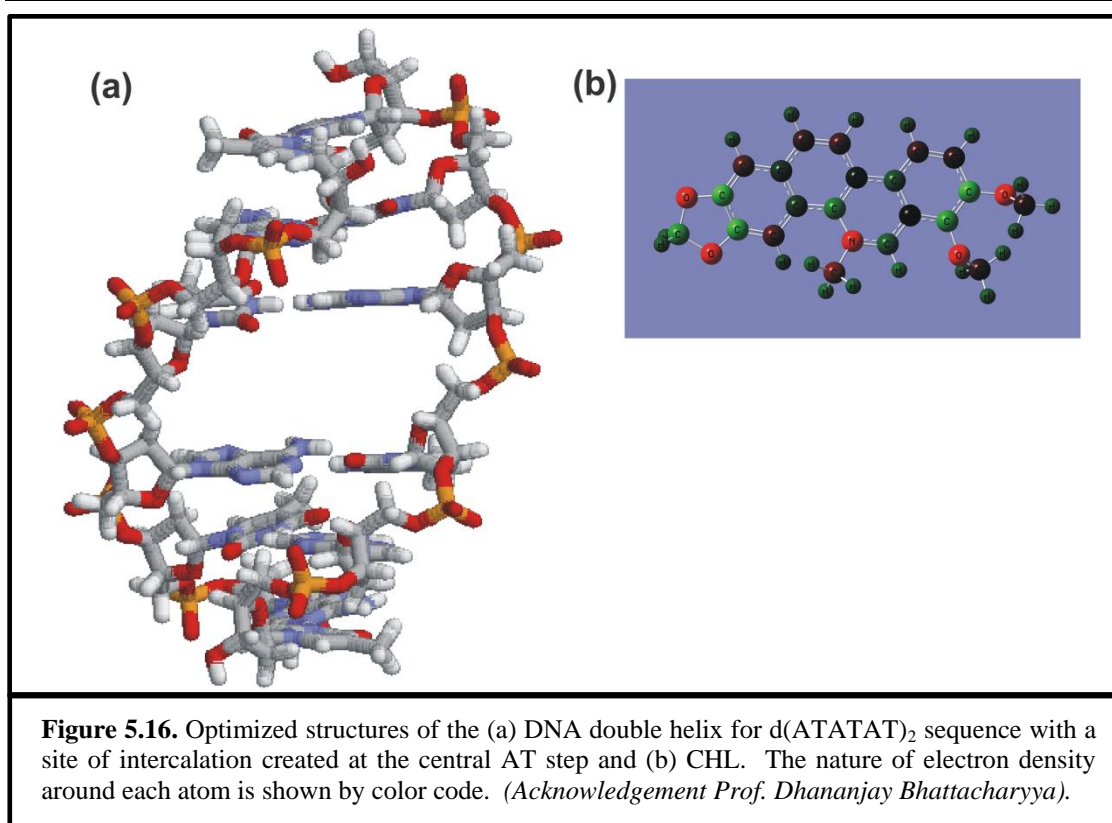 (a)
(b)
Figure 5.16. Optimized structures of the (a) DNA double helix for d(ATATAT)₂ sequence with a
site of intercalation created at the central AT step and (b) CHL. The nature of electron density
around each atom is shown by color code. (Acknowledgement Prof. Dhananjay Bhattacharyya).